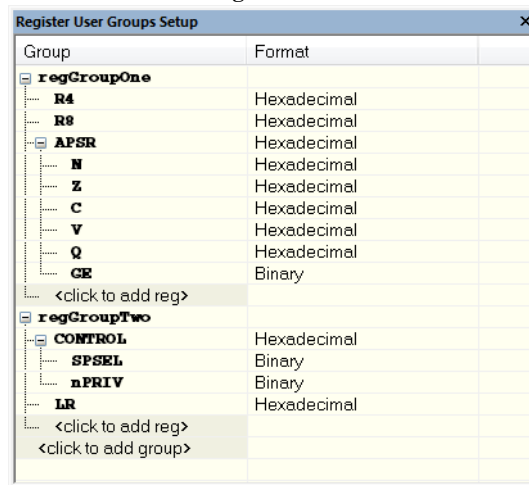 Register User Groups Setup ×
Group Format
regGroupOne
R4 Hexadecimal
R8 Hexadecimal
APSR Hexadecimal
N Hexadecimal
Z Hexadecimal
C Hexadecimal
V Hexadecimal
Q Hexadecimal
GE Binary
<click to add reg>
regGroupTwo
CONTROL Hexadecimal
SPSEL Binary
nPRIV Binary
LR Hexadecimal
<click to add reg>
<click to add group>